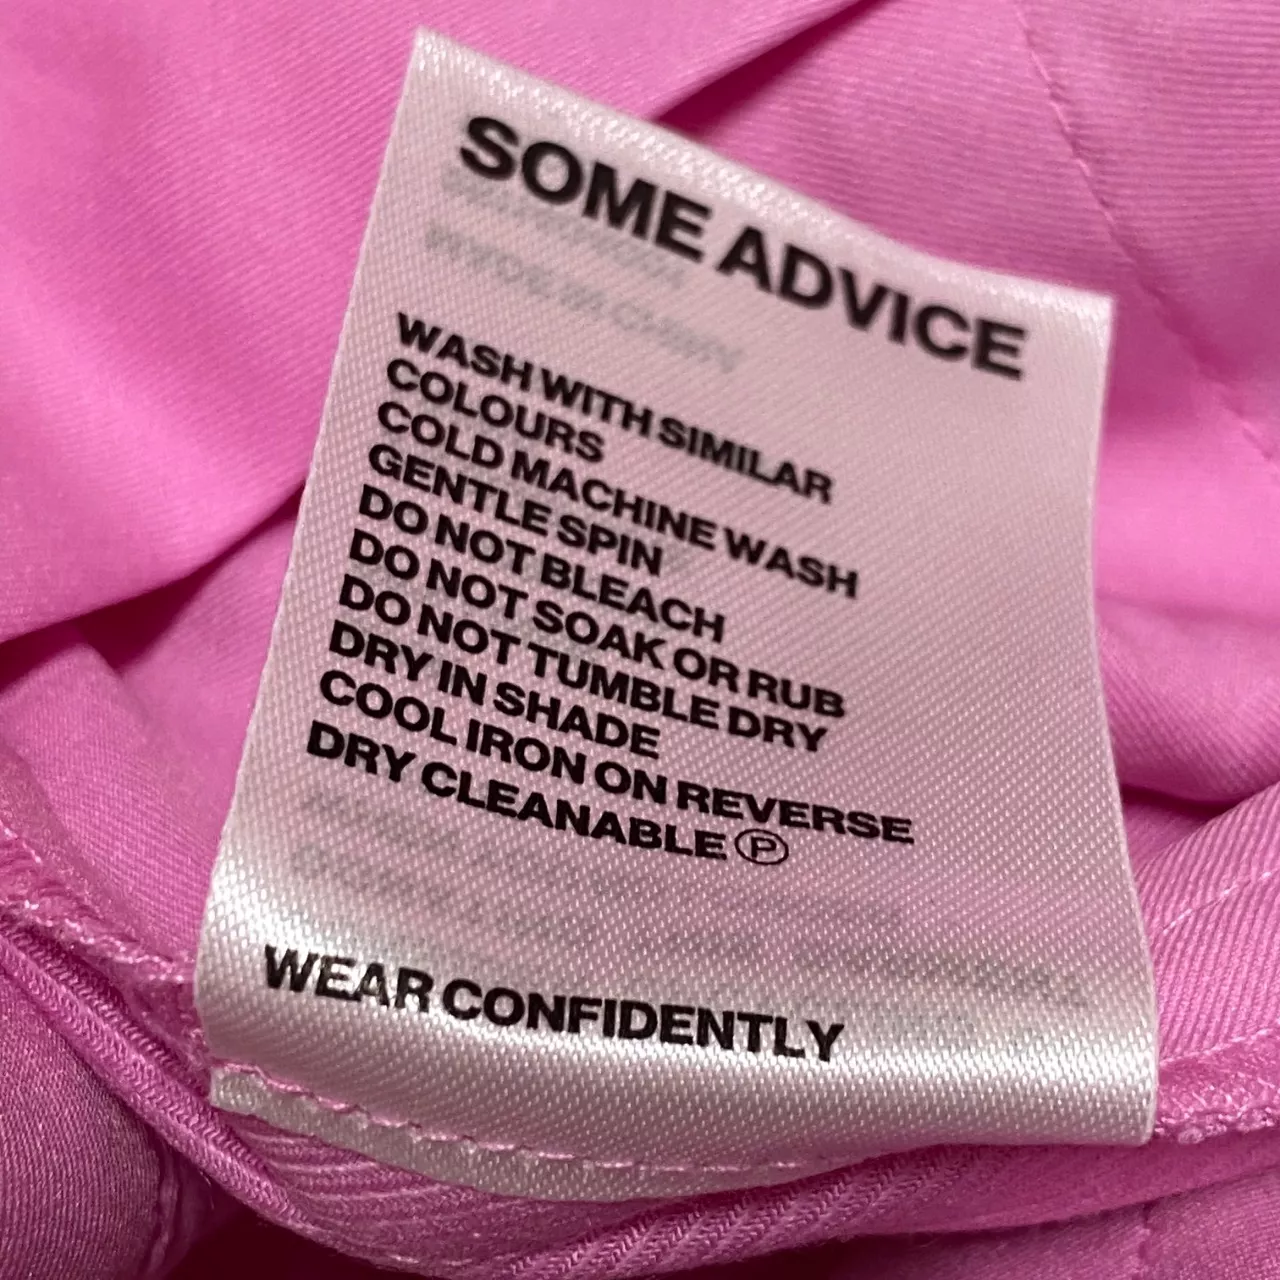 SOME ADVICE
WASH WITH SIMILAR
COLOURS
COLD MACHINE WASH
GENTLE SPIN
DO NOT BLEACH
DO NOT SOAK OR RUB
DO NOT TUMBLE DRY
DRY IN SHADE
COOL IRON ON REVERSE
DRY CLEANABLE Ⓟ
WEAR CONFIDENTLY